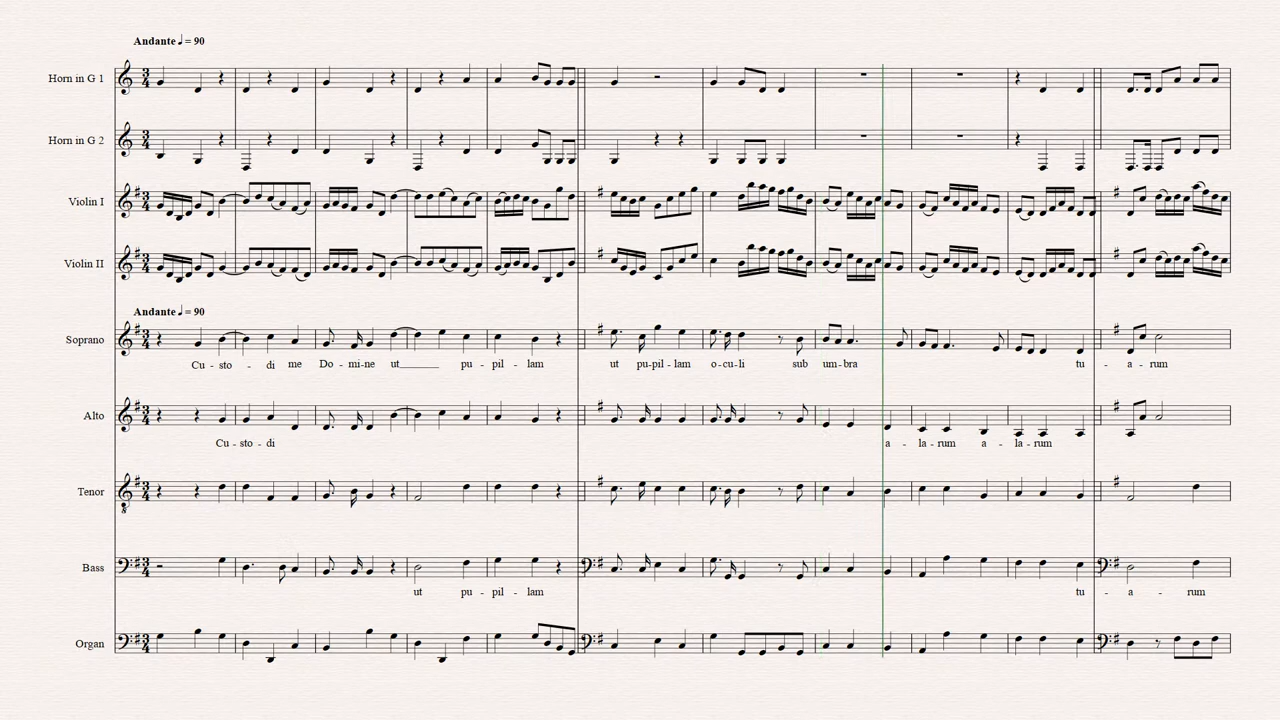 Andante ♩ = 90
Horn in G 1
Horn in G 2
Violin I
Violin II
Andante ♩ = 90
Soprano
Cu - sto - di me Do - mi-ne ut______ pu - pil - lam ut pu-pil - lam o-cu-li sub um-bra tu - a - rum
Alto
Cu - sto - di a - la - rum a - la - rum
Tenor
Bass
ut pu - pil - lam tu - a - rum
Organ